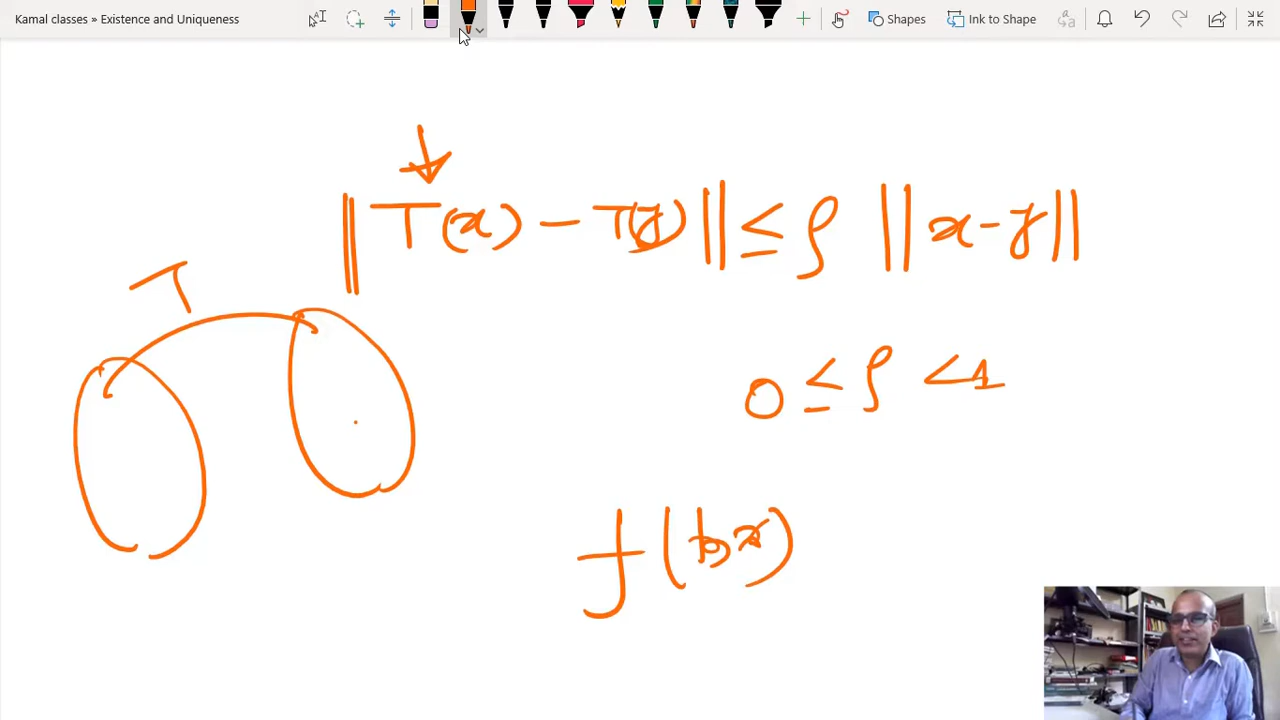 Kamal classes » Existence and Uniqueness
Shapes
Ink to Shape
‖T(x) − T(y)‖ ≤ ρ ‖x−y‖
T
0 ≤ ρ < 1